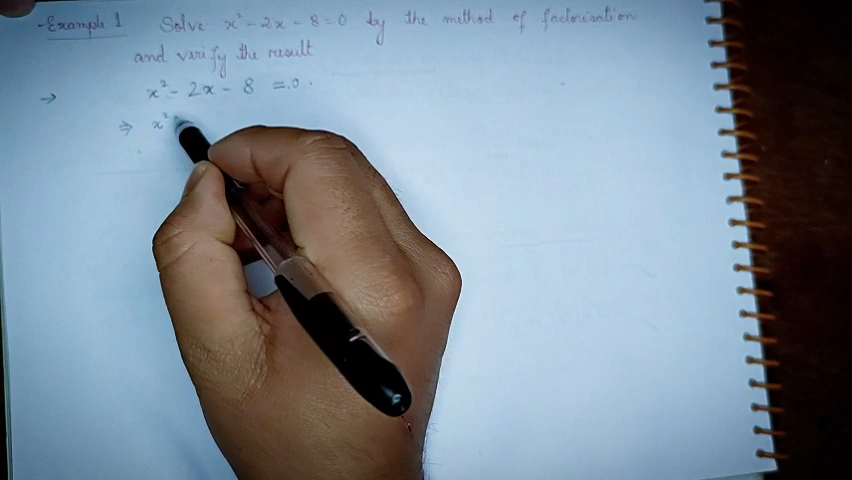 Example 1 Solve x² - 2x - 8 = 0 by the method of factorisation
and verify the result
→ x² - 2x - 8 = 0.
⇒ x²